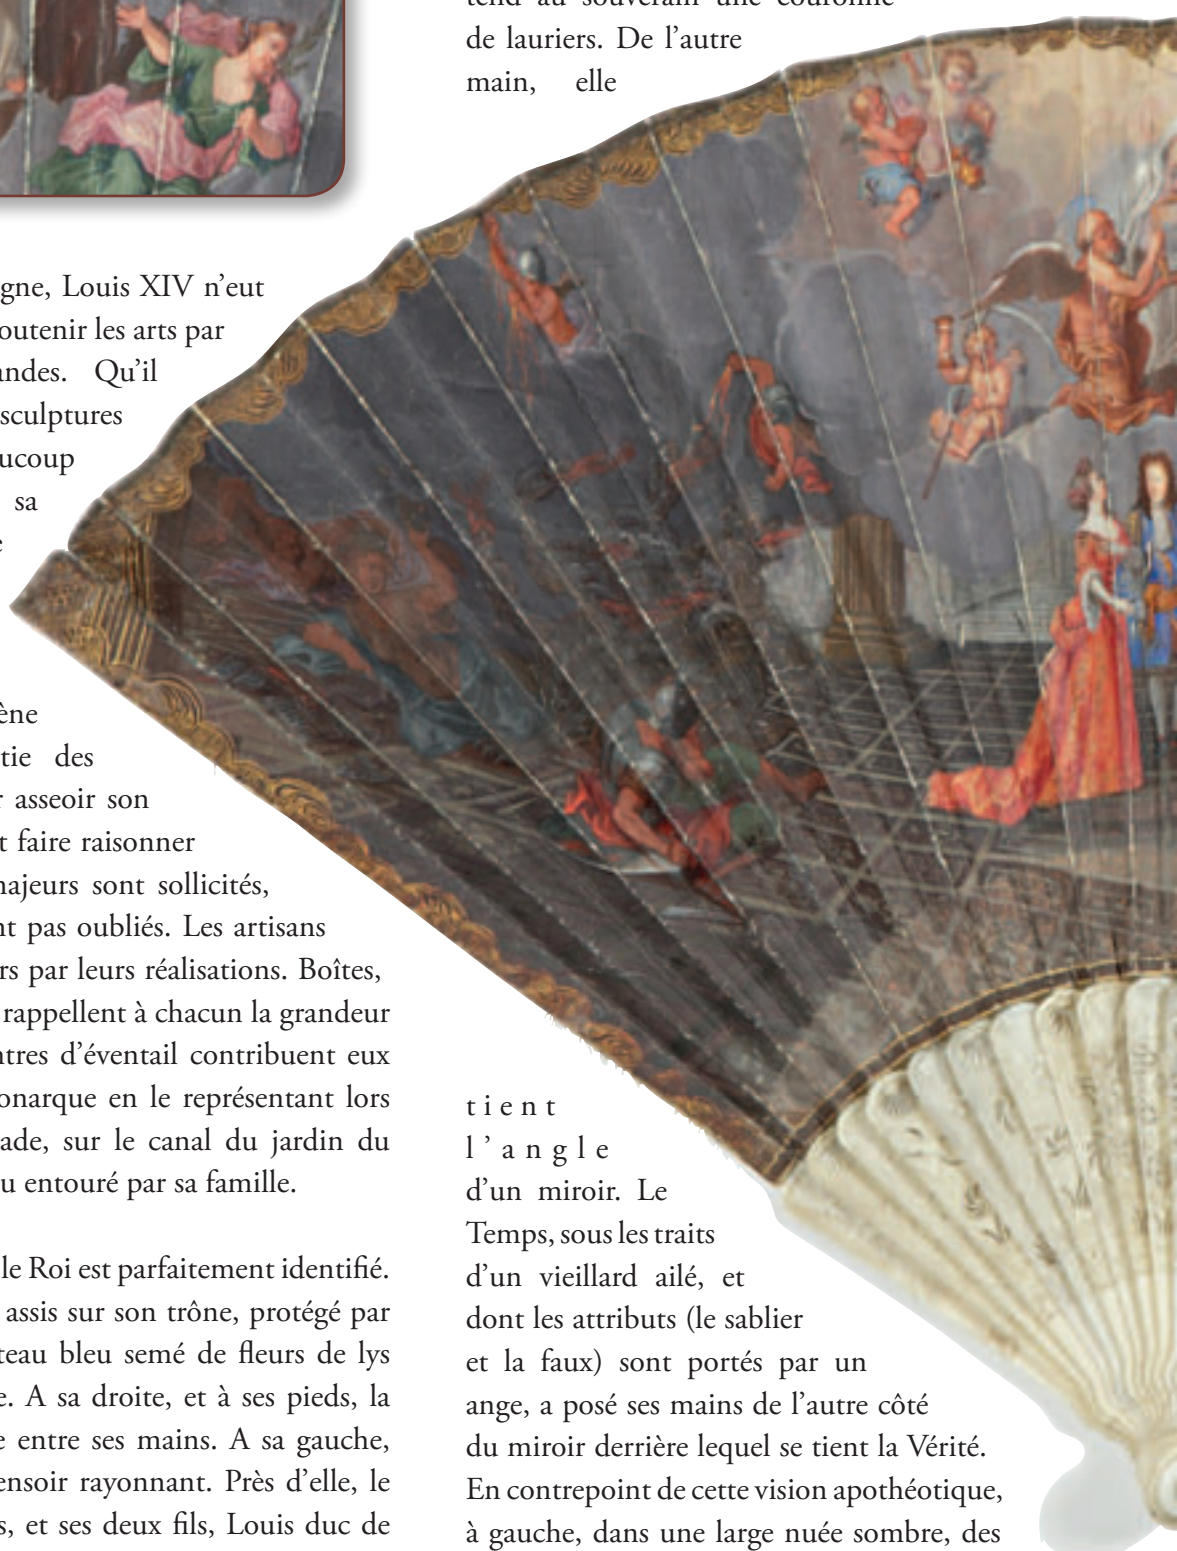 gne, Louis XIV n’eut
outenir les arts par
andes. Qu’il
sculptures
ucoup
sa
e
ène
tie des
r asseoir son
t faire raisonner
majeurs sont sollicités,
nt pas oubliés. Les artisans
rs par leurs réalisations. Boîtes,
rappellent à chacun la grandeur
ntres d’éventail contribuent eux
onarque en le représentant lors
ade, sur le canal du jardin du
u entouré par sa famille.
le Roi est parfaitement identifié.
assis sur son trône, protégé par
teau bleu semé de fleurs de lys
e. A sa droite, et à ses pieds, la
e entre ses mains. A sa gauche,
ensoir rayonnant. Près d’elle, le
s, et ses deux fils, Louis duc de
tend au souverain une couronne
de lauriers. De l’autre
main, elle
tient
l’angle
d’un miroir. Le
Temps, sous les traits
d’un vieillard ailé, et
dont les attributs (le sablier
et la faux) sont portés par un
ange, a posé ses mains de l’autre côté
du miroir derrière lequel se tient la Vérité.
En contrepoint de cette vision apothéotique,
à gauche, dans une large nuée sombre, des